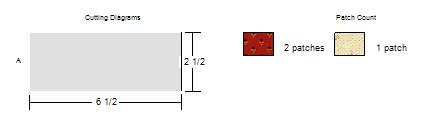 Cutting Diagrams
Patch Count
A
2 1/2
6 1/2
2 patches
1 patch